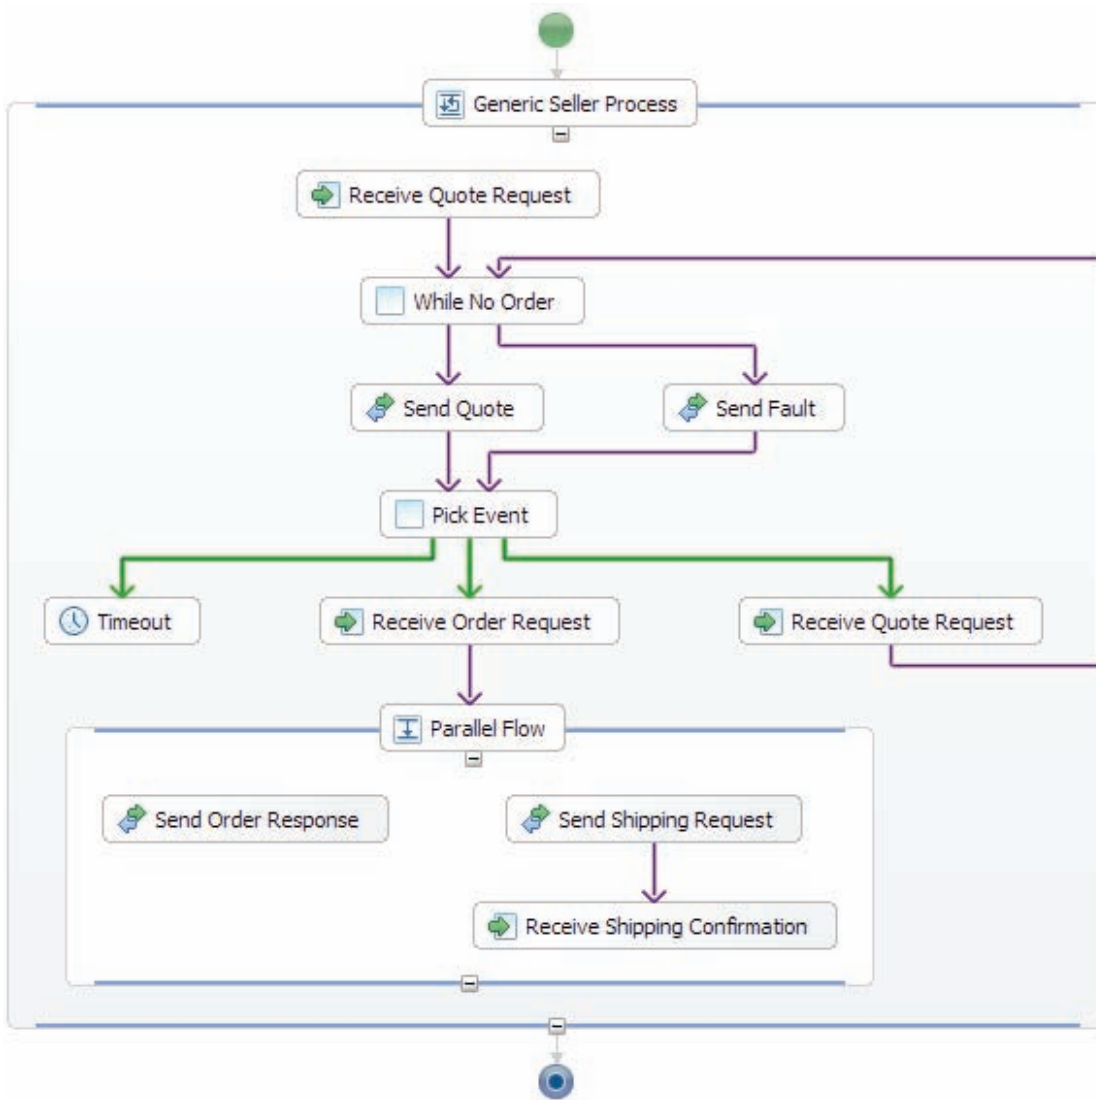 Generic Seller Process
Receive Quote Request
While No Order
Send Quote
Send Fault
Pick Event
Timeout
Receive Order Request
Receive Quote Request
Parallel Flow
Send Order Response
Send Shipping Request
Receive Shipping Confirmation